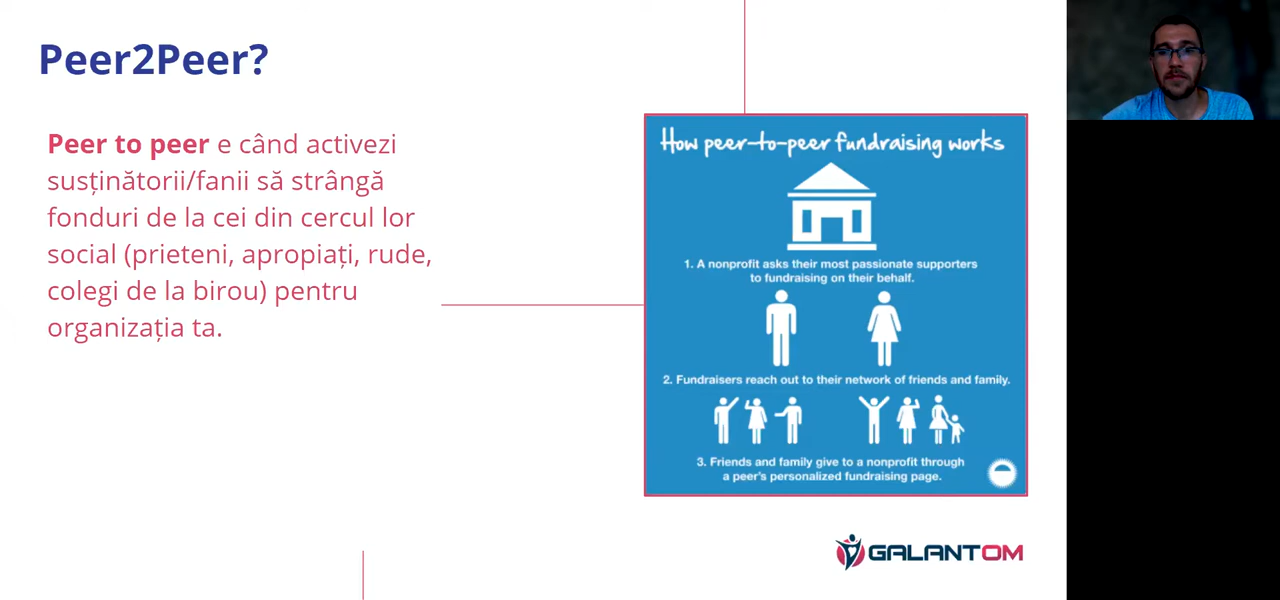 Peer2Peer?
Peer to peer e când activezi
susținătorii/fanii să strângă
fonduri de la cei din cercul lor
social (prieteni, apropiați, rude,
colegi de la birou) pentru
organizația ta.
How peer-to-peer fundraising works
1. A nonprofit asks their most passionate supporters
to fundraising on their behalf.
2. Fundraisers reach out to their network of friends and family.
3. Friends and family give to a nonprofit through
a peer's personalized fundraising page.
GALANTOM